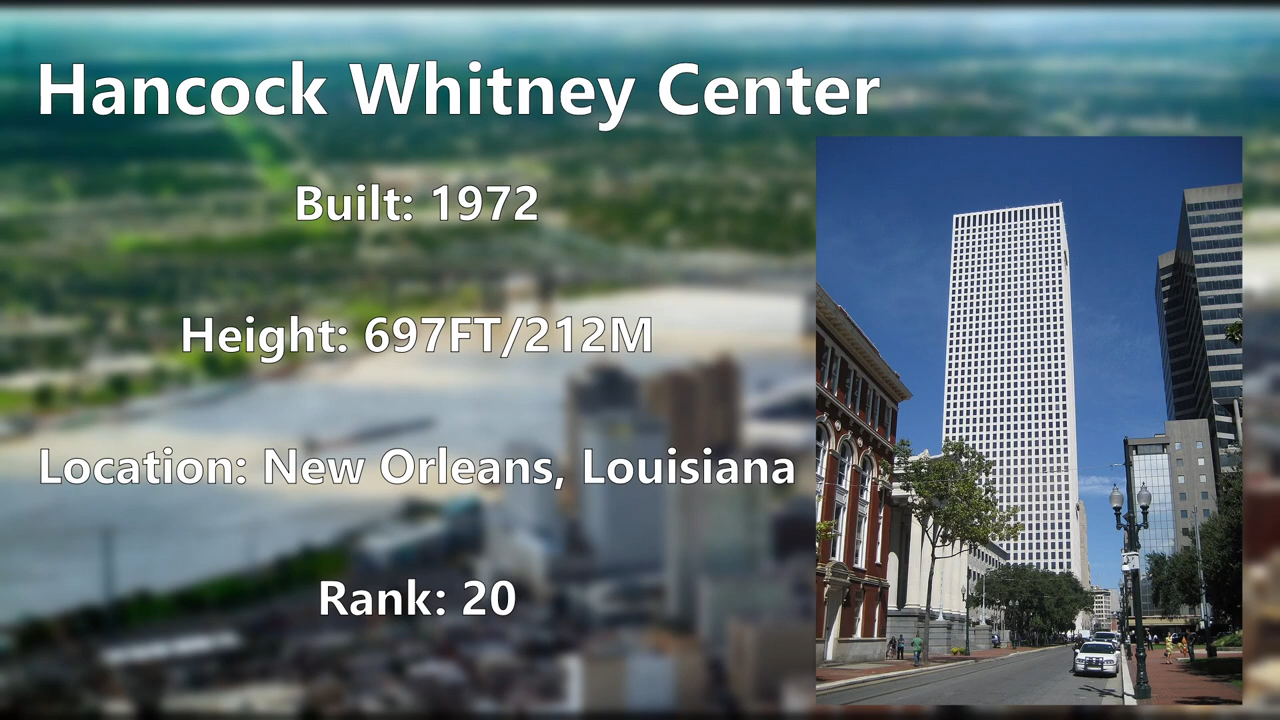 Hancock Whitney Center
Built: 1972
Height: 697FT/212M
Location: New Orleans, Louisiana
Rank: 20